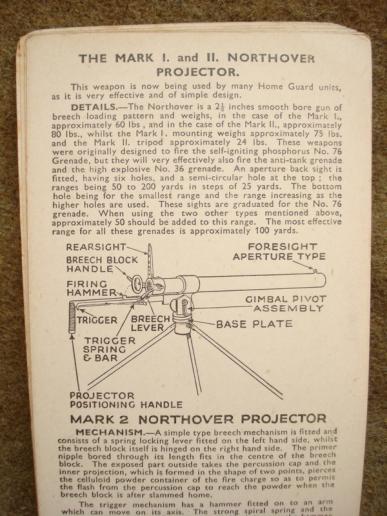 THE MARK I. and II. NORTHOVER
PROJECTOR.
This weapon is now being used by many Home Guard units,
as it is very effective and of simple design.
DETAILS.—The Northover is a 2½ inches smooth bore gun of
breech loading pattern and weighs, in the case of the Mark I.,
approximately 60 lbs., and in the case of the Mark II., approximately
80 lbs., whilst the Mark I. mounting weighs approximately 75 lbs.
and the Mark II. tripod approximately 24 lbs. These weapons
were originally designed to fire the self-igniting phosphorus No. 76
Grenade, but they will very effectively also fire the anti-tank grenade
and the high explosive No. 36 grenade. An aperture back sight is
fitted, having six holes, and a semi-circular hole at the top; the
ranges being 50 to 200 yards in steps of 25 yards. The bottom
hole being for the smallest range and the range increasing as the
higher holes are used. These sights are graduated for the No. 76
grenade. When using the two other types mentioned above,
approximately 50 should be added to this range. The most effective
range for all these grenades is approximately 100 yards.
REARSIGHT
FORESIGHT
APERTURE TYPE
BREECH BLOCK
HANDLE
FIRING
HAMMER
GIMBAL PIVOT
ASSEMBLY
TRIGGER
BREECH
LEVER
BASE PLATE
TRIGGER
SPRING
& BAR
PROJECTOR
POSITIONING HANDLE
MARK 2 NORTHOVER PROJECTOR
MECHANISM.—A simple type breech mechanism is fitted and
consists of a spring locking lever fitted on the left hand side, whilst
the breech block itself is hinged on the right hand side. The primer
nipple bored through its length fits in the centre of the breech
block. The exposed part outside takes the percussion cap and the
inner projection, which is formed in the shape of two points, pierces
the celluloid powder container of the fire charge so as to permit
the flash from the percussion cap to reach the powder when the
breech block is after slammed home.
The trigger mechanism has a hammer fitted on to an arm
which can move on its axis. The strong spiral spring and the